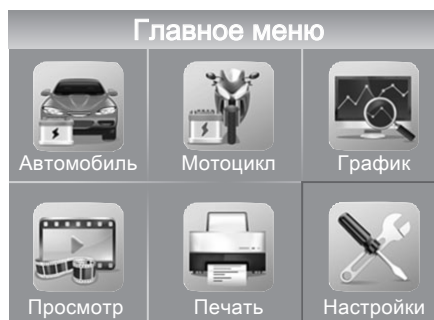 Главное меню
Автомобиль Мотоцикл График
Просмотр Печать Настройки